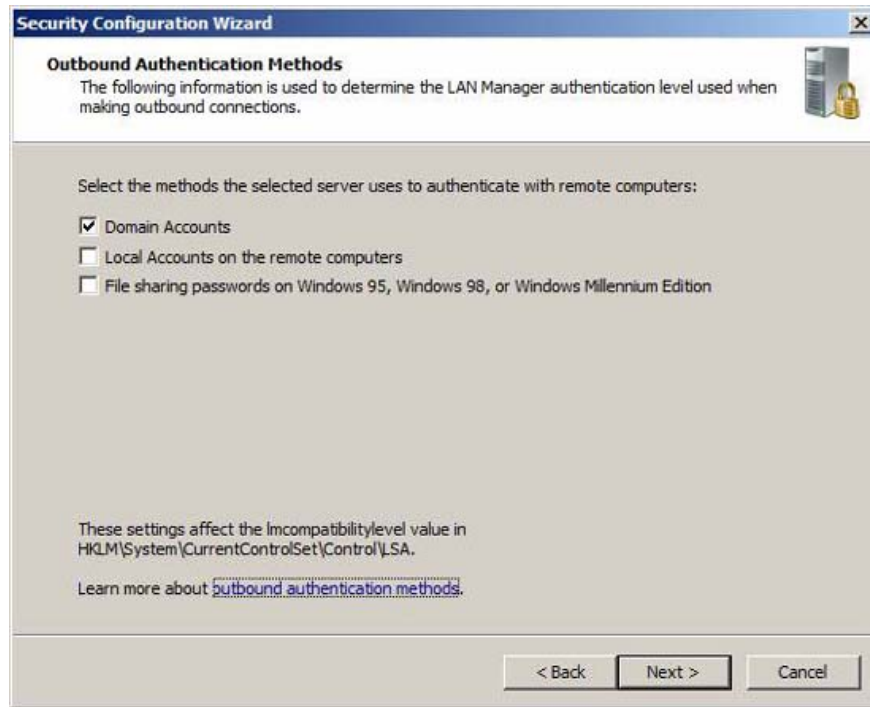 Security Configuration Wizard
Outbound Authentication Methods
The following information is used to determine the LAN Manager authentication level used when
making outbound connections.
Select the methods the selected server uses to authenticate with remote computers:
Domain Accounts
Local Accounts on the remote computers
File sharing passwords on Windows 95, Windows 98, or Windows Millennium Edition
These settings affect the lmcompatibilitylevel value in
HKLM\System\CurrentControlSet\Control\LSA.
Learn more about outbound authentication methods.
< Back Next > Cancel